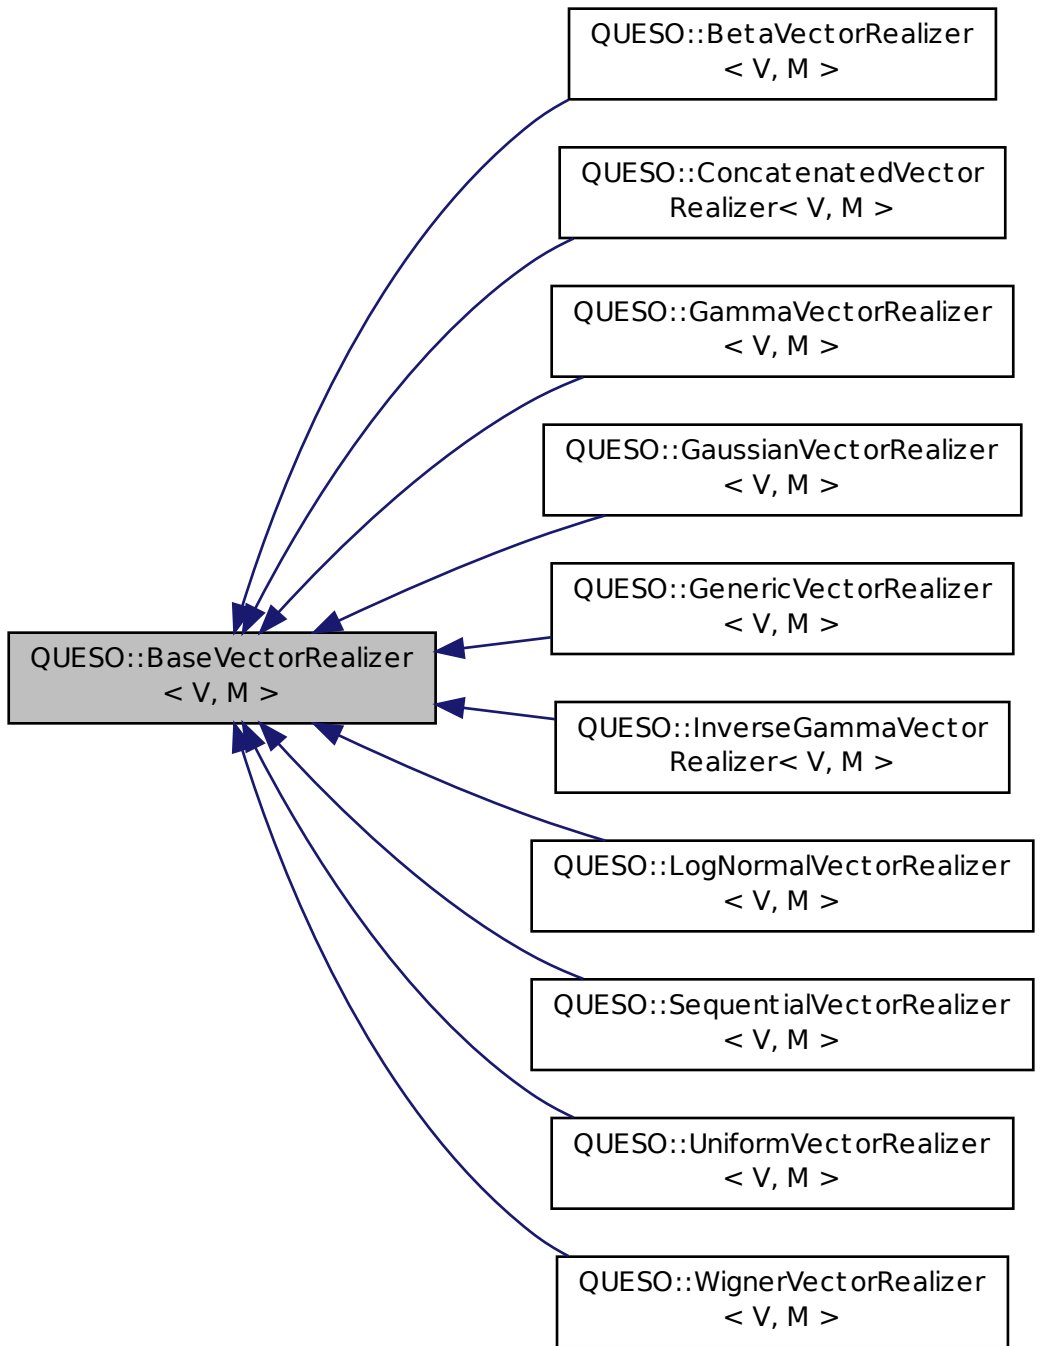 QUESO::BetaVectorRealizer
< V, M >
QUESO::ConcatenatedVector
Realizer< V, M >
QUESO::GammaVectorRealizer
< V, M >
QUESO::GaussianVectorRealizer
< V, M >
QUESO::GenericVectorRealizer
< V, M >
QUESO::BaseVectorRealizer
< V, M >
QUESO::InverseGammaVector
Realizer< V, M >
QUESO::LogNormalVectorRealizer
< V, M >
QUESO::SequentialVectorRealizer
< V, M >
QUESO::UniformVectorRealizer
< V, M >
QUESO::WignerVectorRealizer
< V, M >